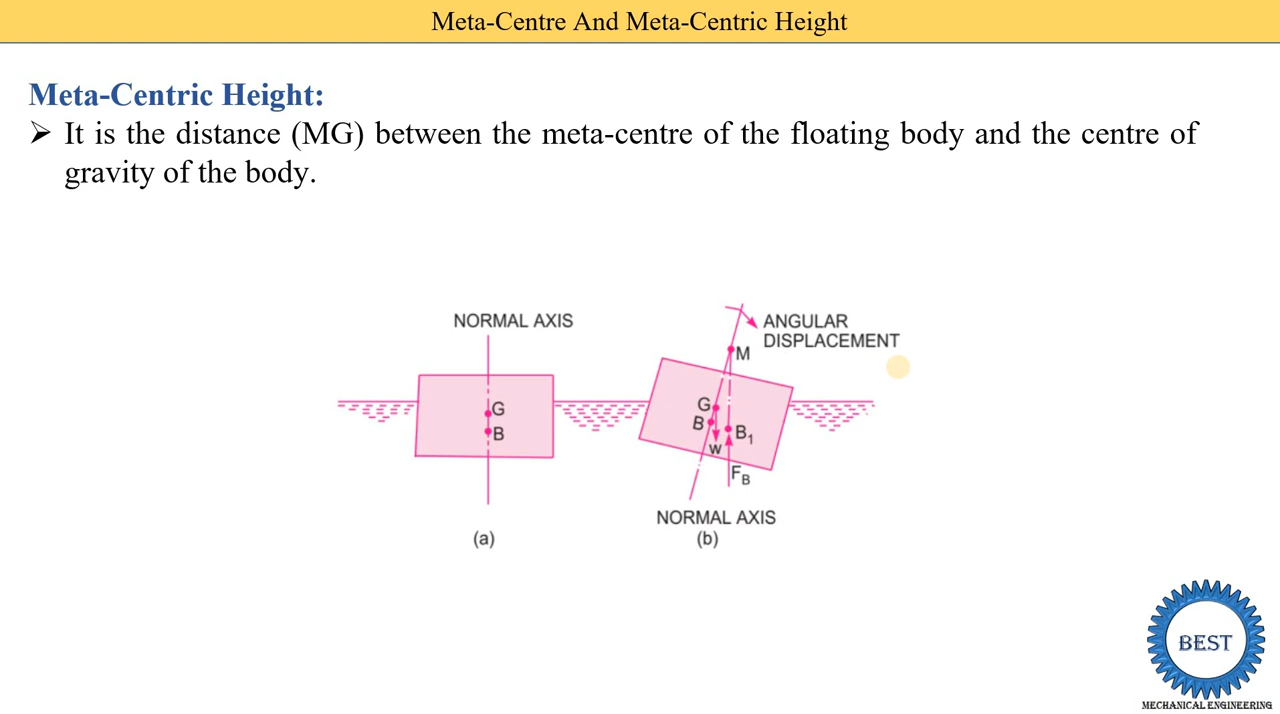 Meta-Centre And Meta-Centric Height
Meta-Centric Height:
➤ It is the distance (MG) between the meta-centre of the floating body and the centre of
gravity of the body.
NORMAL AXIS
G
B
(a)
ANGULAR
DISPLACEMENT
M
G
B
B₁
W
F_B
NORMAL AXIS
(b)
BEST
MECHANICAL ENGINEERING